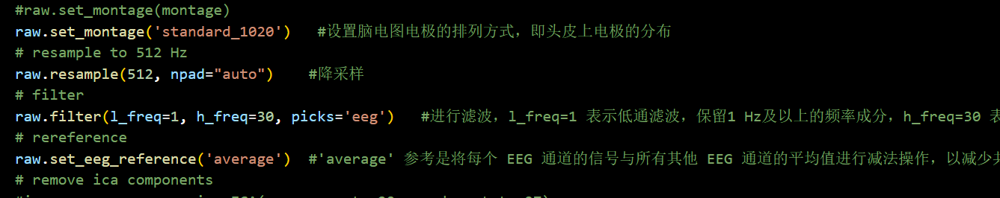 #raw.set_montage(montage)
raw.set_montage('standard_1020')   #设置脑电图电极的排列方式，即头皮上电极的分布
# resample to 512 Hz
raw.resample(512, npad="auto")    #降采样
# filter
raw.filter(l_freq=1, h_freq=30, picks='eeg')   #进行滤波，l_freq=1 表示低通滤波，保留1 Hz及以上的频率成分，h_freq=30 表
# rereference
raw.set_eeg_reference('average')  #'average' 参考是将每个 EEG 通道的信号与所有其他 EEG 通道的平均值进行减法操作，以减少共
# remove ica components